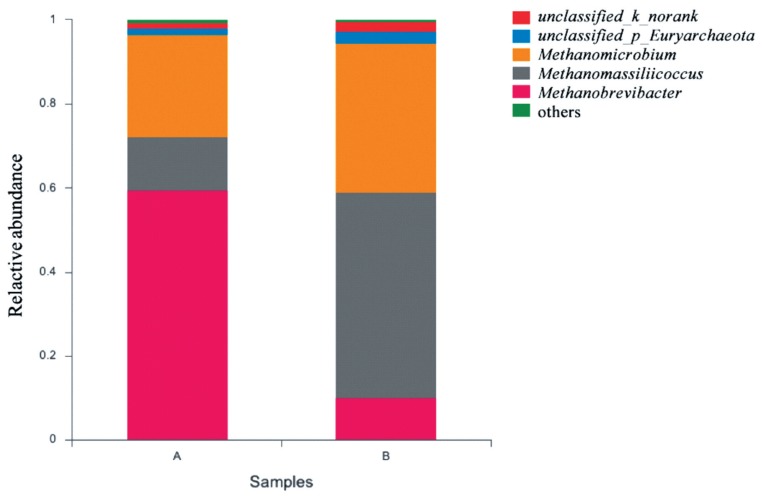 unclassified_k_norank
unclassified_p_Euryarchaeota
Methanomicrobium
Methanomassiliicoccus
Methanobrevibacter
others
Relactive abundance
1
0.8
0.6
0.4
0.2
0
A B
Samples